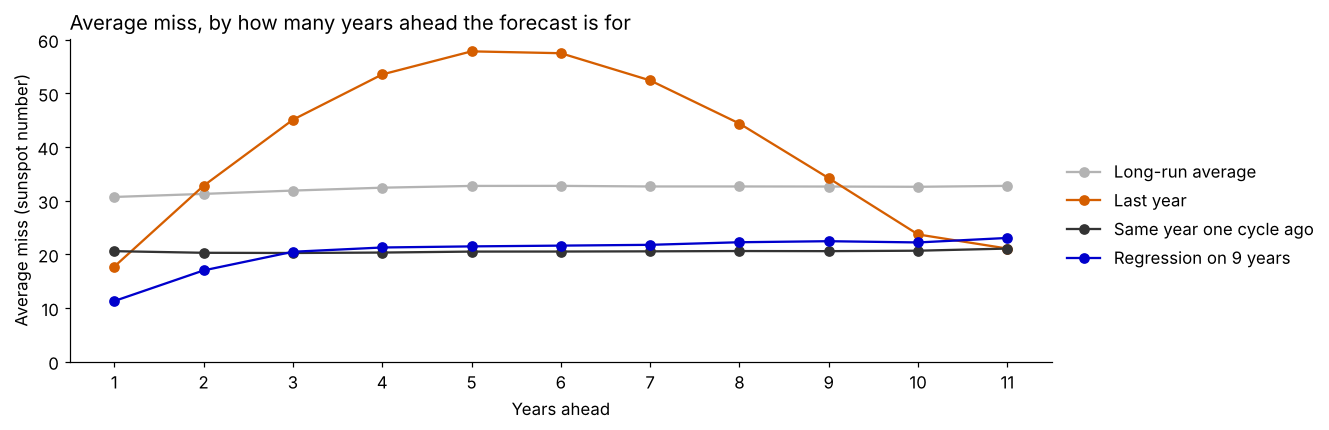 Average miss, by how many years ahead the forecast is for
Average miss (sunspot number)
60
50
40
30
20
10
0
1 2 3 4 5 6 7 8 9 10 11
Years ahead
Long-run average
Last year
Same year one cycle ago
Regression on 9 years